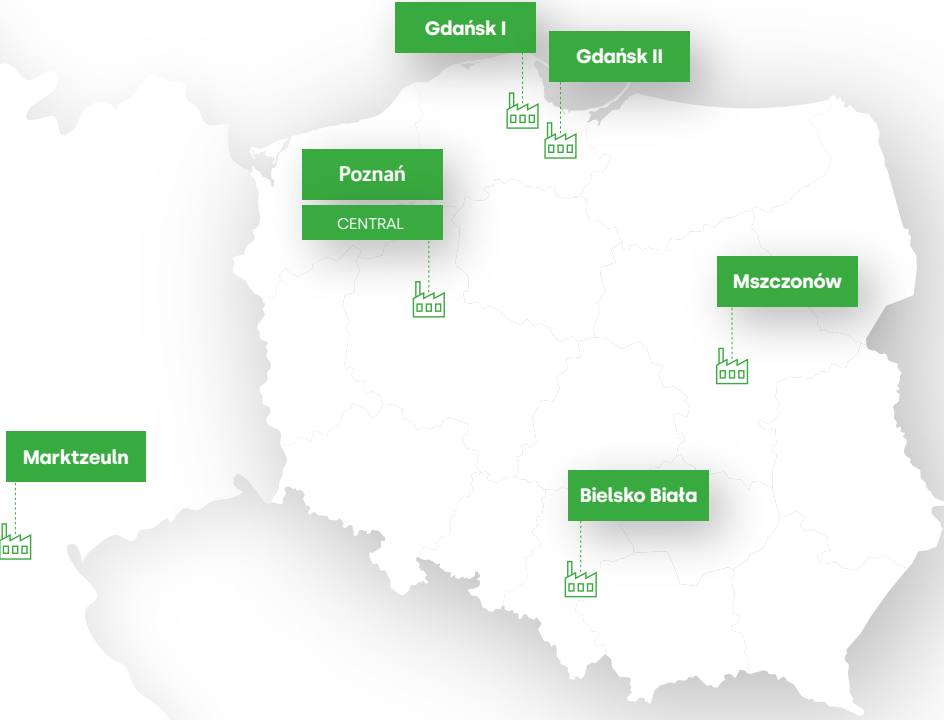 Gdańsk I
Gdańsk II
Poznań
CENTRAL
Mszczonów
Marktzeuln
Bielsko Biała